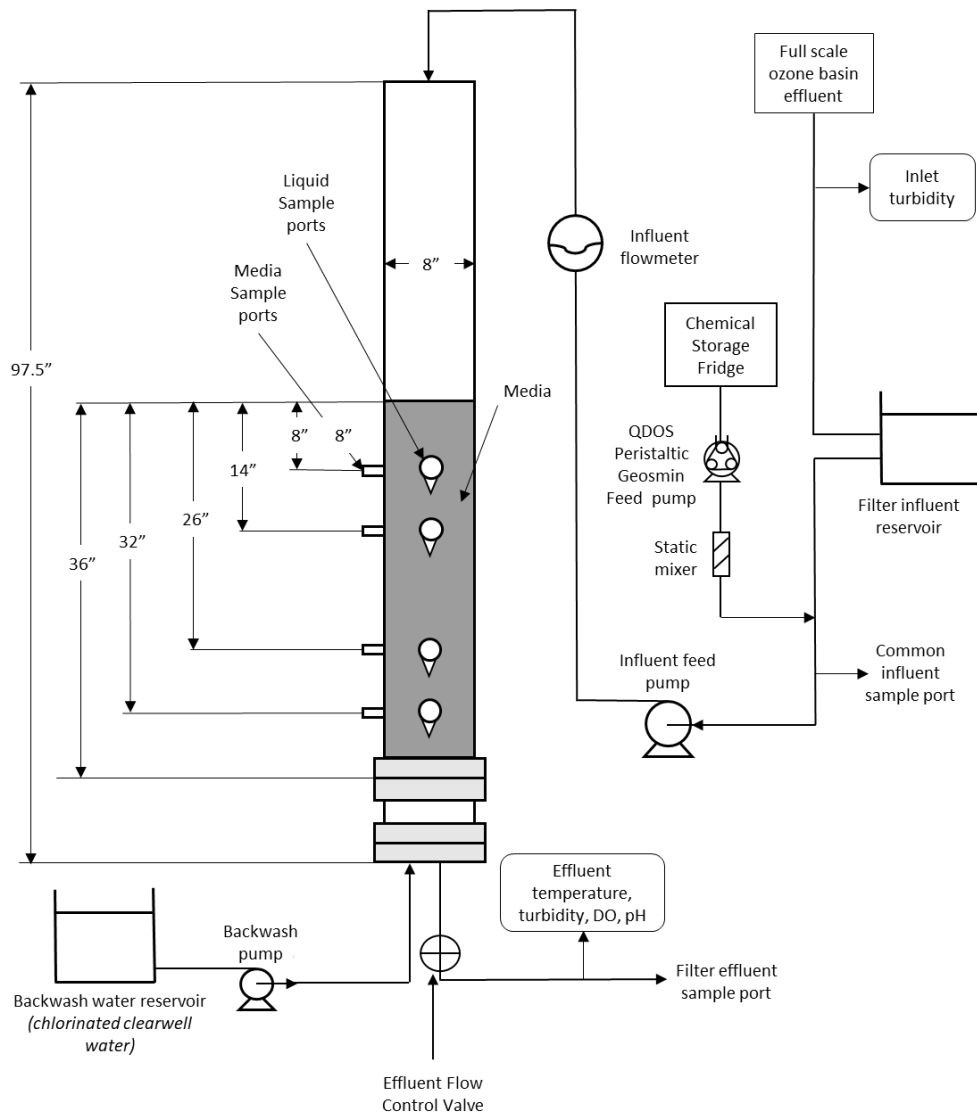 Full scale
ozone basin
effluent
Inlet
turbidity
Liquid
Sample
ports
Influent
flowmeter
8”
Media
Sample
ports
Chemical
Storage
Fridge
97.5”
Media
QDOS
Peristaltic
Geosmin
Feed pump
8”
8”
14”
26”
32”
36”
Filter influent
reservoir
Static
mixer
Influent feed
pump
Common
influent
sample port
Effluent
temperature,
turbidity, DO, pH
Backwash
pump
Filter effluent
sample port
Backwash water reservoir
(chlorinated clearwell
water)
Effluent Flow
Control Valve